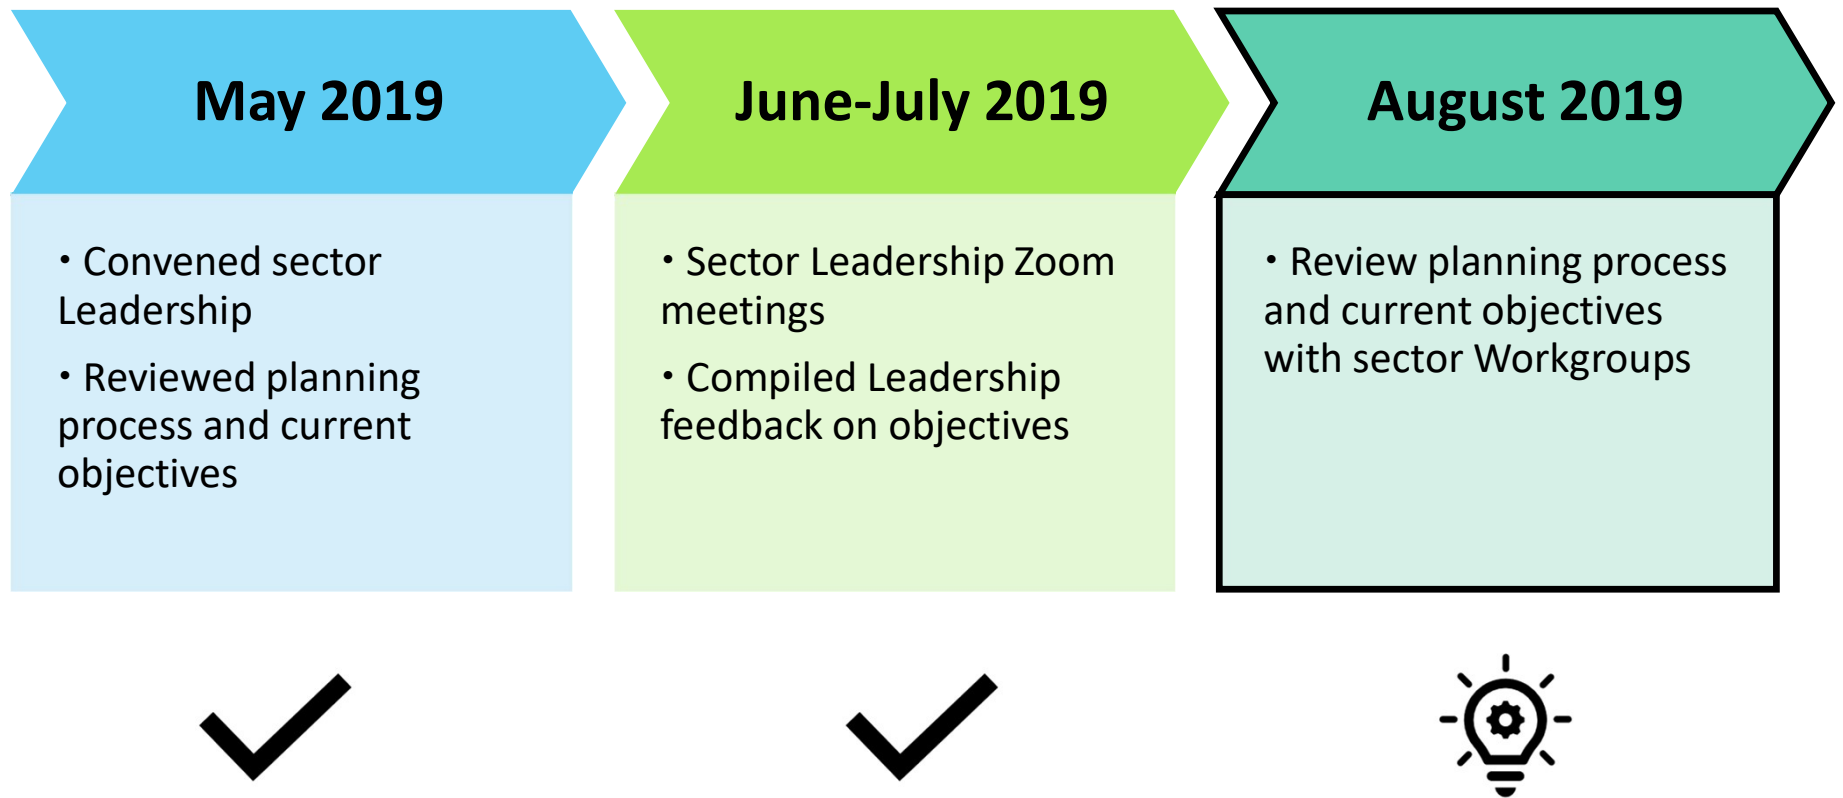 May 2019
· Convened sector
Leadership
· Reviewed planning
process and current
objectives
June-July 2019
· Sector Leadership Zoom
meetings
· Compiled Leadership
feedback on objectives
August 2019
· Review planning process
and current objectives
with sector Workgroups